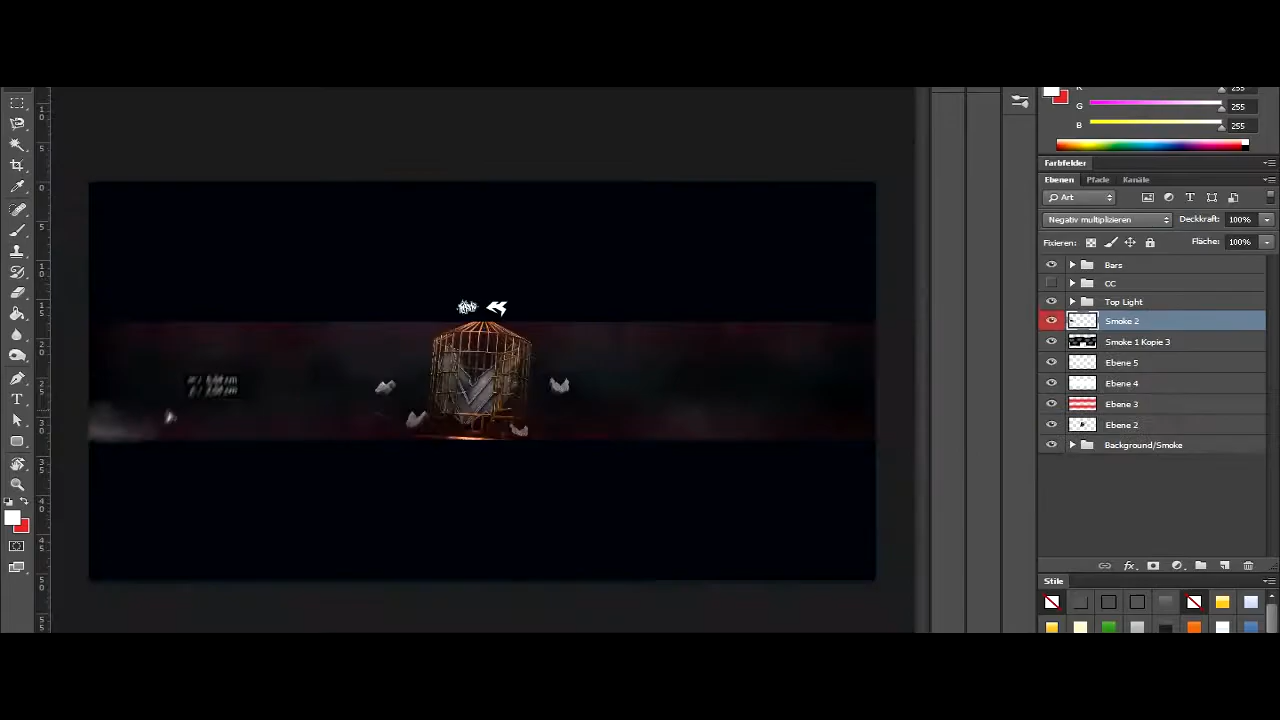 255
G 255
B 255
Farbfelder
Ebenen Pfade Kanäle
Art
Negativ multiplizieren Deckkraft: 100%
Fixieren: Fläche: 100%
Bars
CC
Top Light
Smoke 2
Smoke 1 Kopie 3
Ebene 5
Ebene 4
Ebene 3
Ebene 2
Background/Smoke
Stile